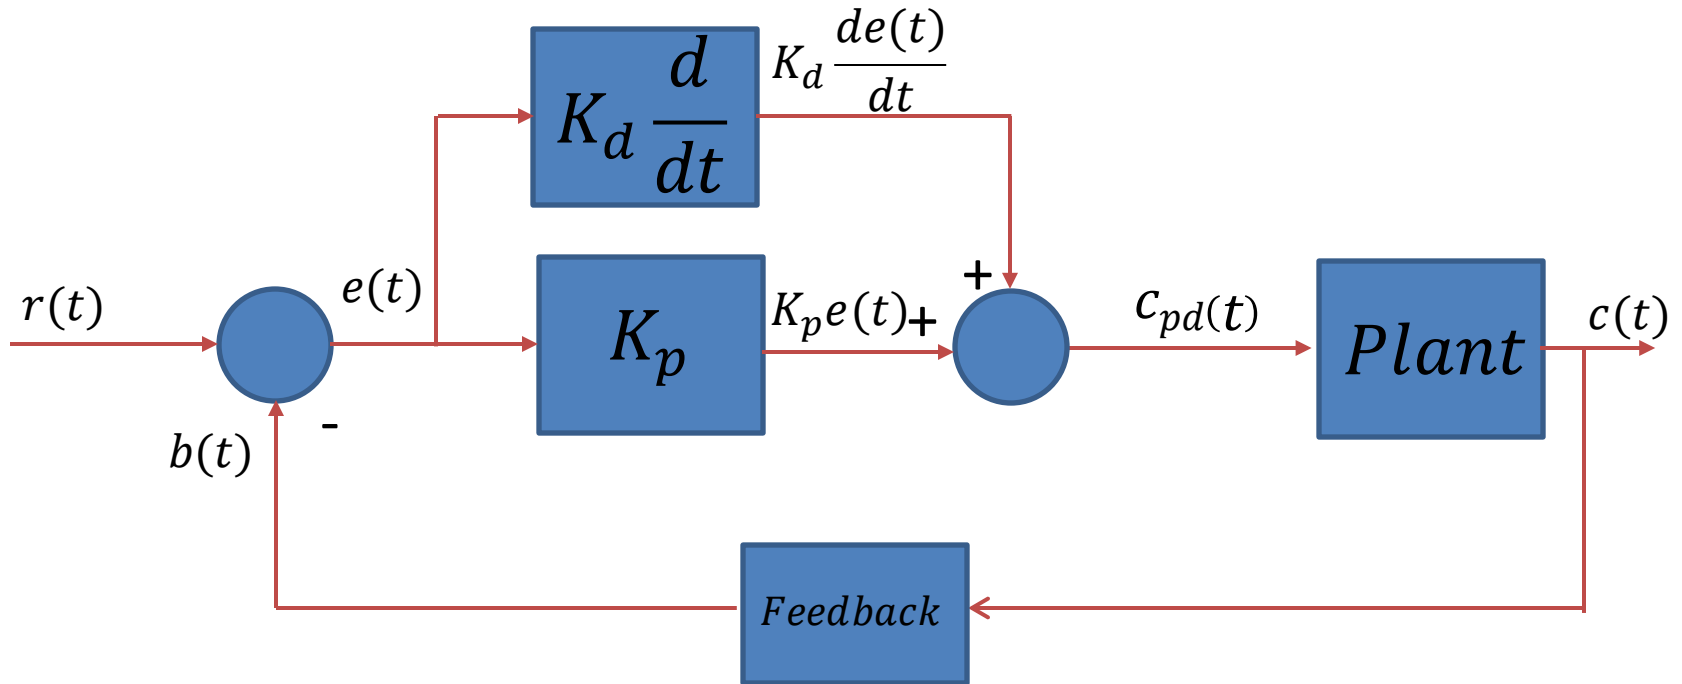 K_d d/dt
K_d de(t)/dt
r(t)
e(t)
K_p
K_p e(t)
+
+
c_pd(t)
Plant
c(t)
b(t)
-
Feedback